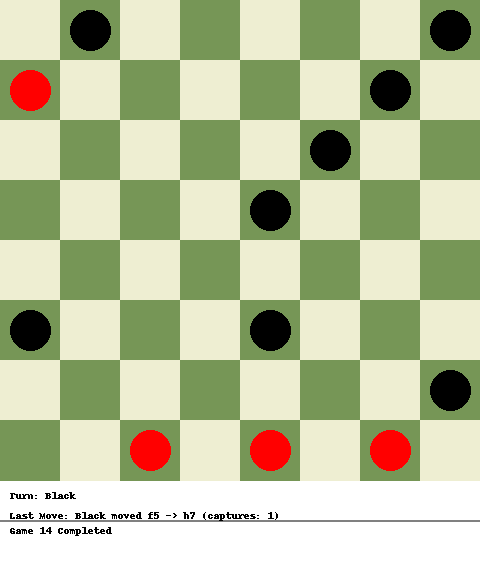 Turn: Black
Last Move: Black moved f5 -> h7 (captures: 1)
Game 14 Completed